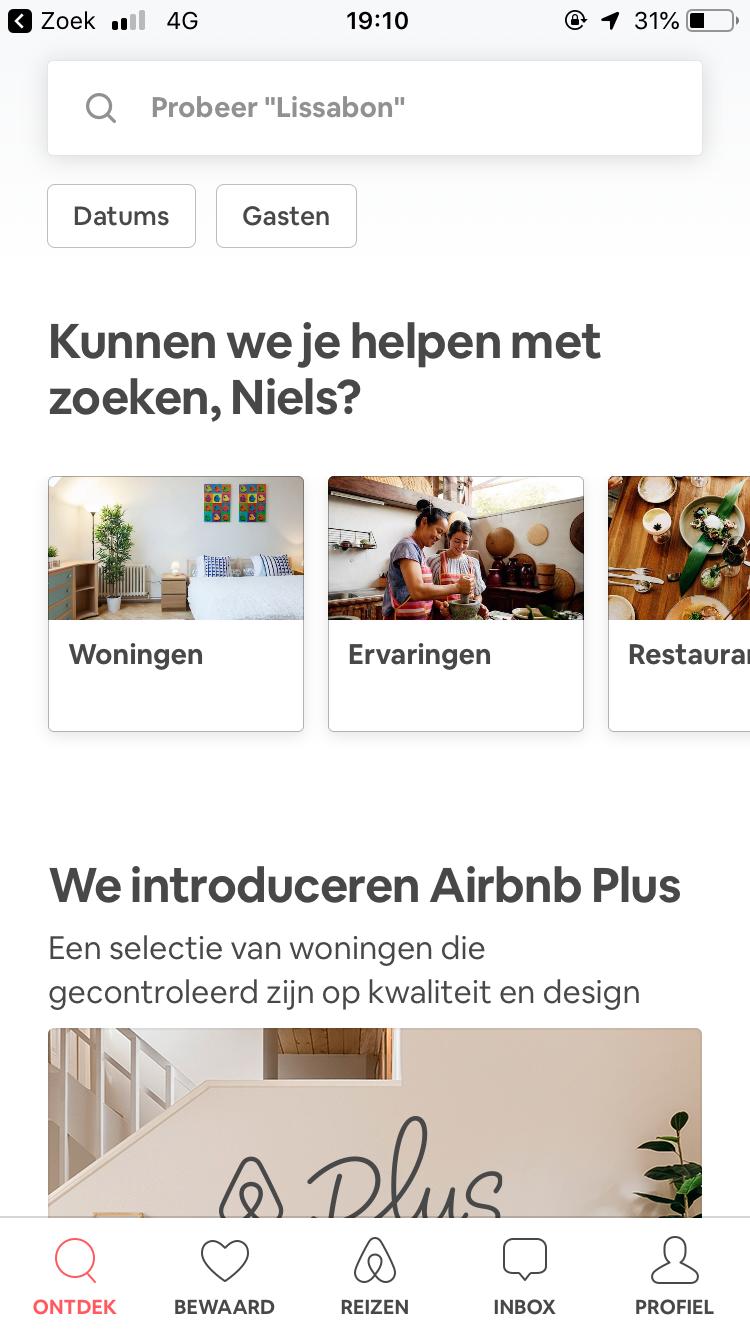 Zoek 4G 19:10 31%
Probeer "Lissabon"
Datums Gasten
Kunnen we je helpen met
zoeken, Niels?
Woningen Ervaringen
We introduceren Airbnb Plus
Een selectie van woningen die
gecontroleerd zijn op kwaliteit en design
Plus
ONTDEK BEWAARD REIZEN INBOX PROFIEL